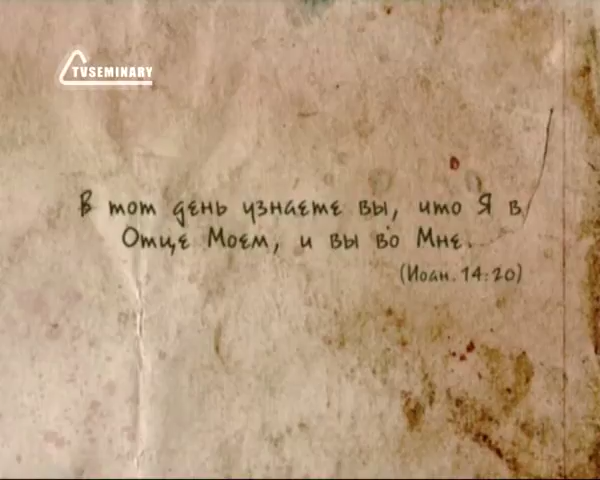 TVSEMINARY
В тот день узнаете вы, что Я в
Отце Моем, и вы во Мне.
(Иоан. 14:20)